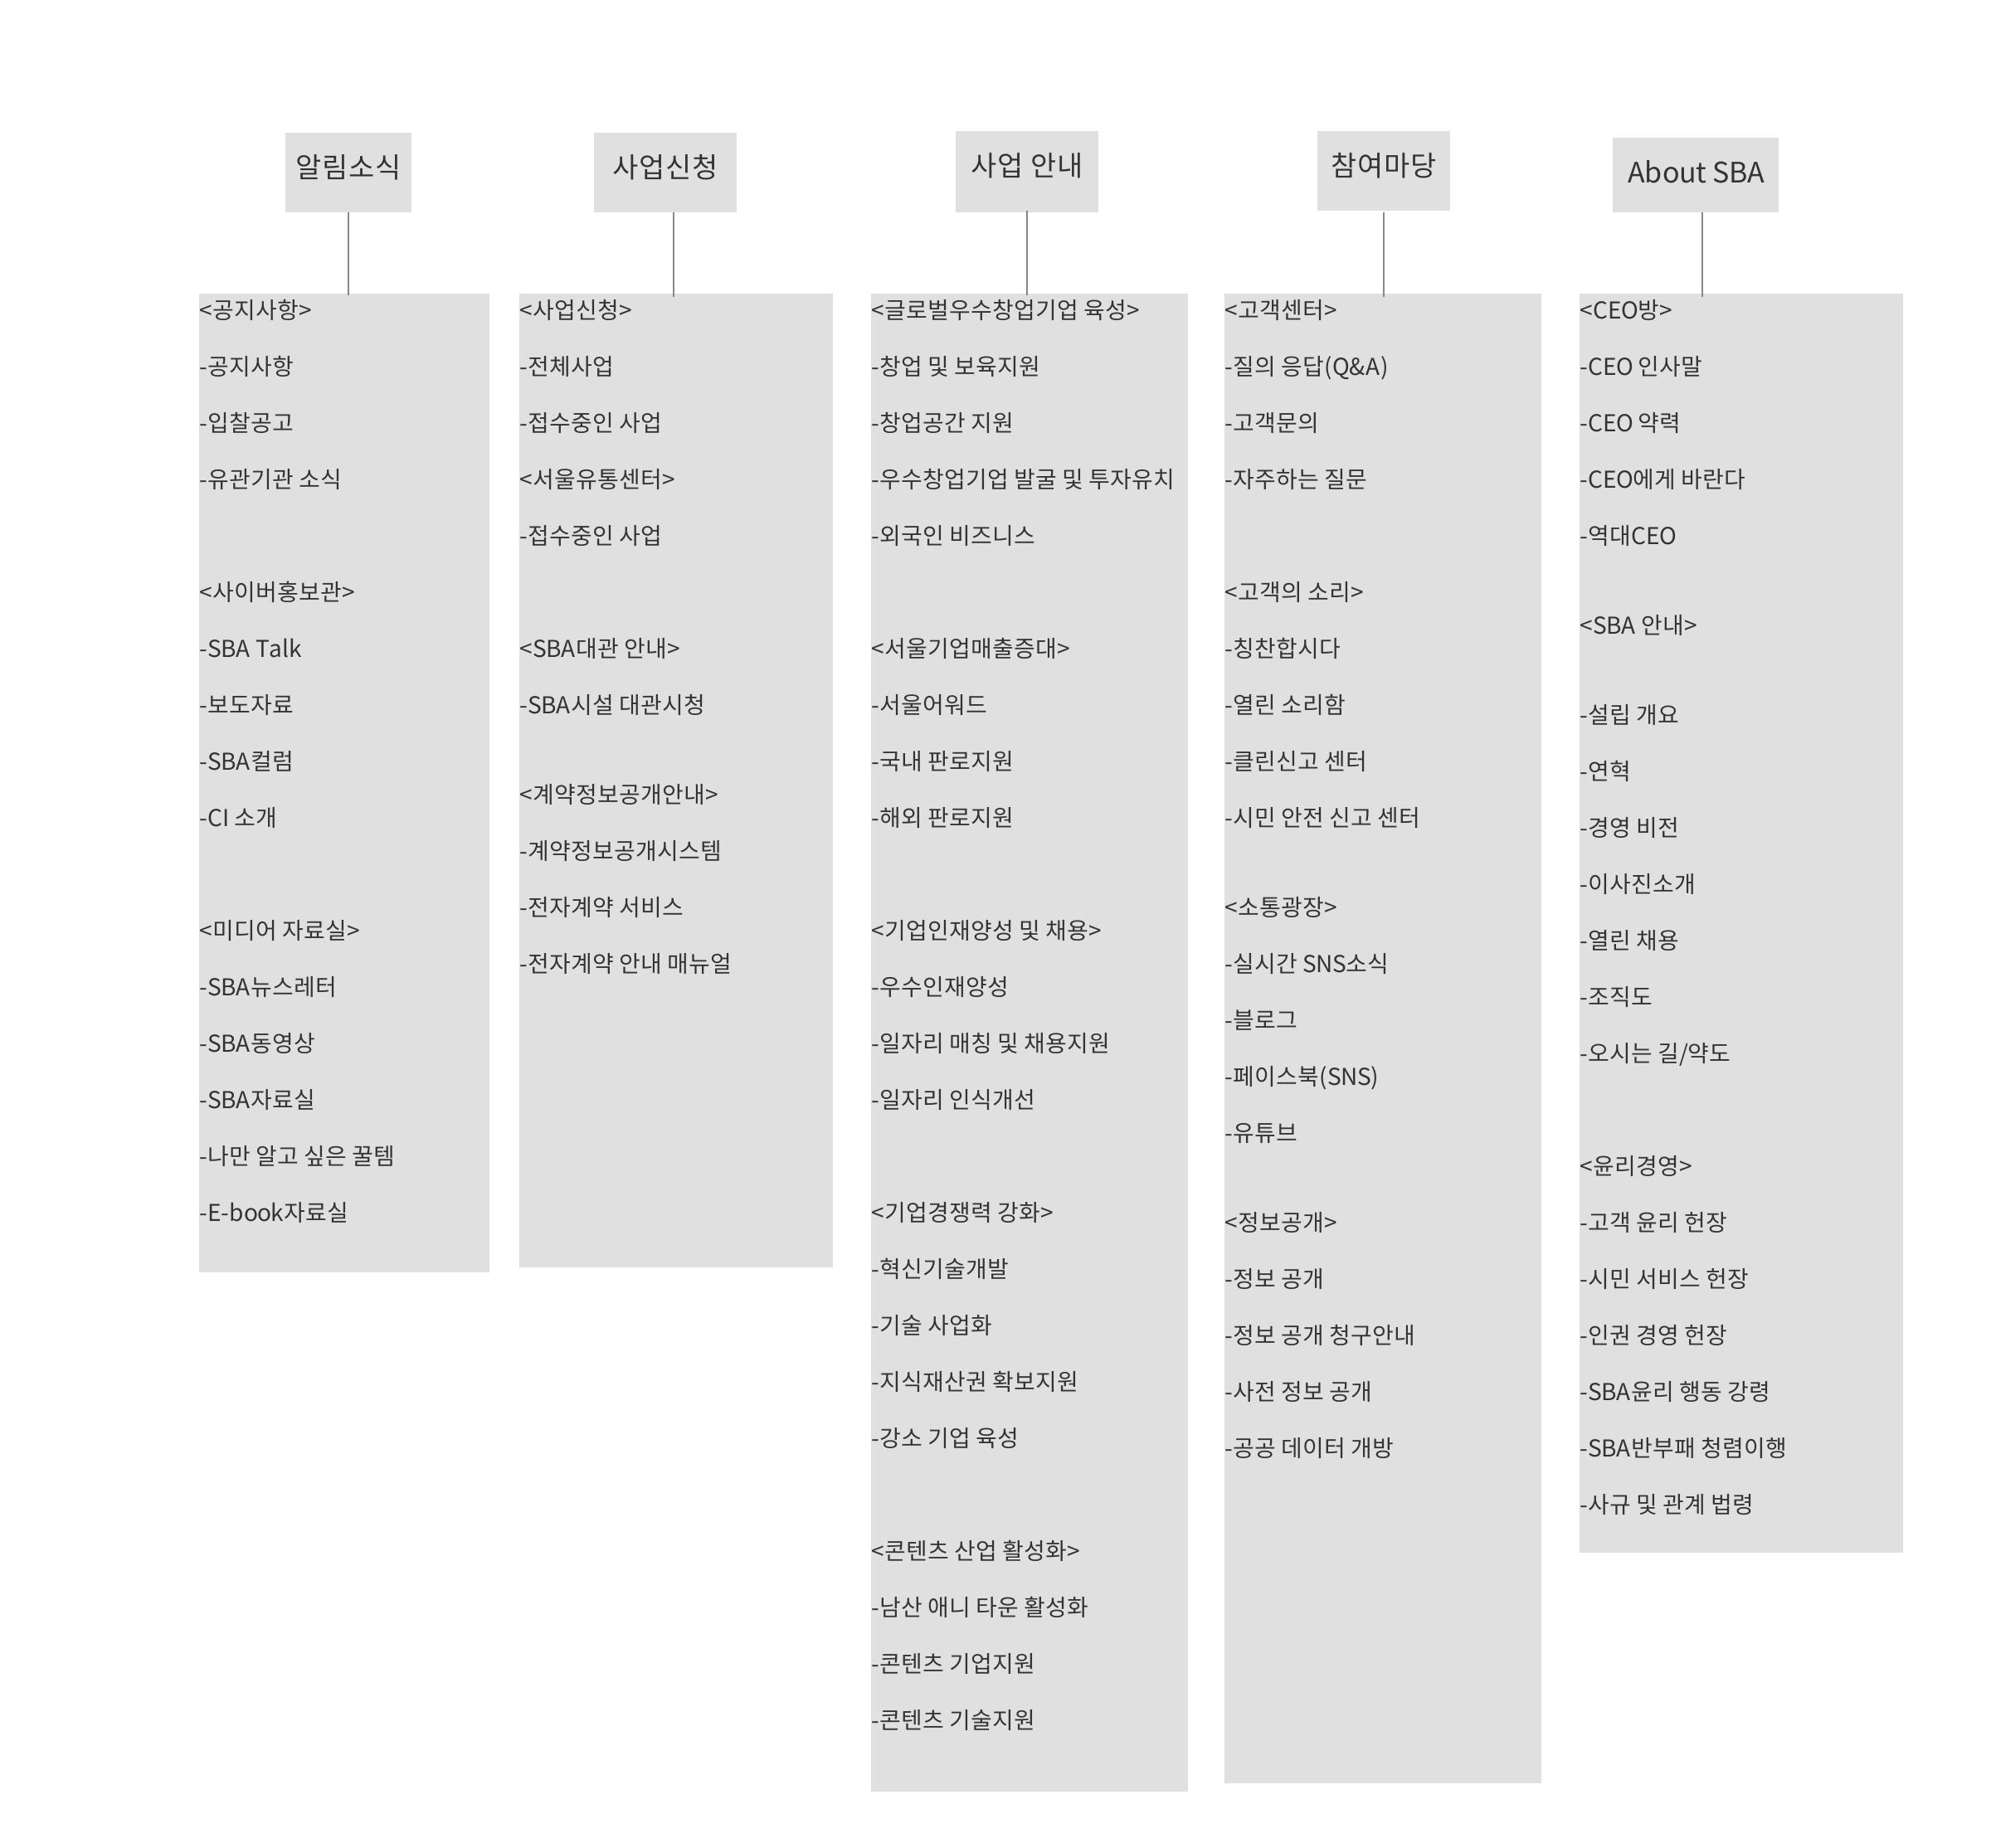 알림소식
<공지사항>
-공지사항
-입찰공고
-유관기관 소식
<사이버홍보관>
-SBA Talk
-보도자료
-SBA컬럼
-CI 소개
<미디어 자료실>
-SBA뉴스레터
-SBA동영상
-SBA자료실
-나만 알고 싶은 꿀템
-E-book자료실
사업신청
<사업신청>
-전체사업
-접수중인 사업
<서울유통센터>
-접수중인 사업
<SBA대관 안내>
-SBA시설 대관시청
<계약정보공개안내>
-계약정보공개시스템
-전자계약 서비스
-전자계약 안내 매뉴얼
사업 안내
<글로벌우수창업기업 육성>
-창업 및 보육지원
-창업공간 지원
-우수창업기업 발굴 및 투자유치
-외국인 비즈니스
<서울기업매출증대>
-서울어워드
-국내 판로지원
-해외 판로지원
<기업인재양성 및 채용>
-우수인재양성
-일자리 매칭 및 채용지원
-일자리 인식개선
<기업경쟁력 강화>
-혁신기술개발
-기술 사업화
-지식재산권 확보지원
-강소 기업 육성
<콘텐츠 산업 활성화>
-남산 애니 타운 활성화
-콘텐츠 기업지원
-콘텐츠 기술지원
참여마당
<고객센터>
-질의 응답(Q&A)
-고객문의
-자주하는 질문
<고객의 소리>
-칭찬합시다
-열린 소리함
-클린신고 센터
-시민 안전 신고 센터
<소통광장>
-실시간 SNS소식
-블로그
-페이스북(SNS)
-유튜브
<정보공개>
-정보 공개
-정보 공개 청구안내
-사전 정보 공개
-공공 데이터 개방
About SBA
<CEO방>
-CEO 인사말
-CEO 약력
-CEO에게 바란다
-역대CEO
<SBA 안내>
-설립 개요
-연혁
-경영 비전
-이사진소개
-열린 채용
-조직도
-오시는 길/약도
<윤리경영>
-고객 윤리 헌장
-시민 서비스 헌장
-인권 경영 헌장
-SBA윤리 행동 강령
-SBA반부패 청렴이행
-사규 및 관계 법령